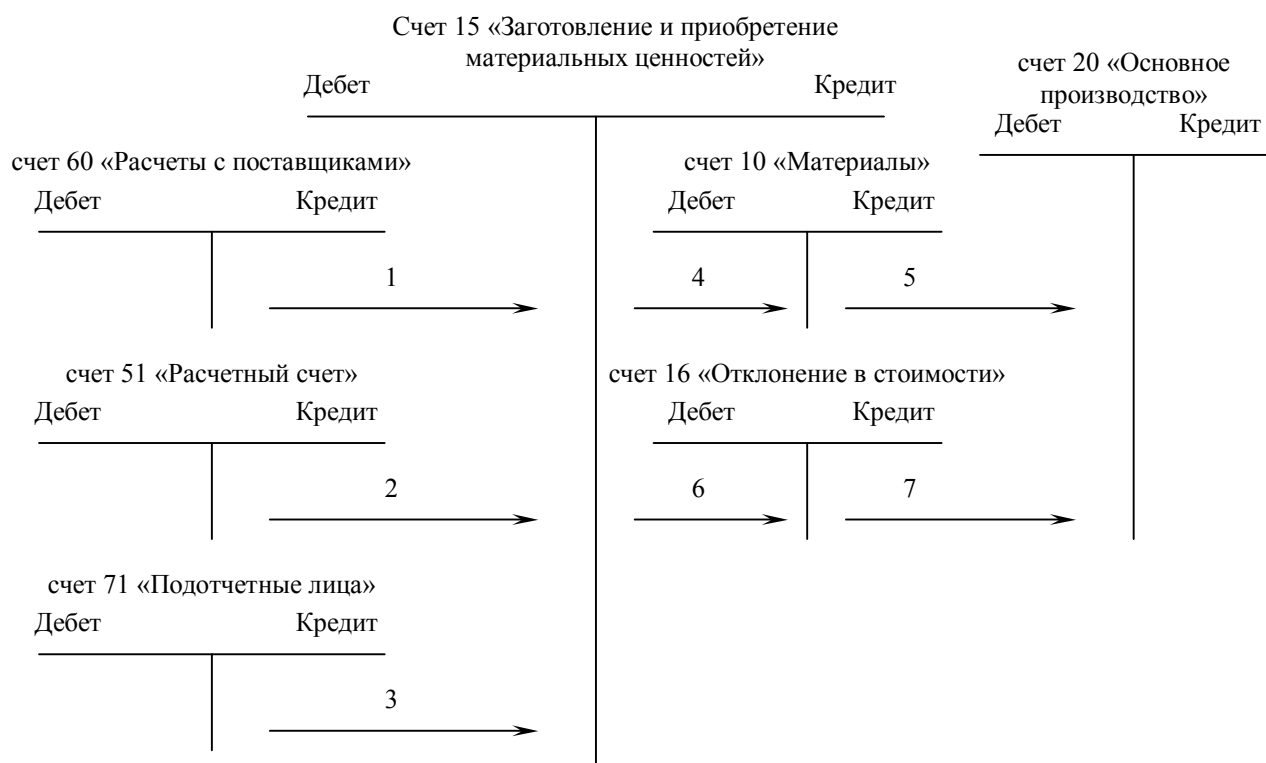 Счет 15 «Заготовление и приобретение
материальных ценностей»
Дебет Кредит
счет 20 «Основное
производство»
Дебет Кредит
счет 60 «Расчеты с поставщиками»
Дебет Кредит
1
счет 10 «Материалы»
Дебет Кредит
4 5
счет 51 «Расчетный счет»
Дебет Кредит
2
счет 16 «Отклонение в стоимости»
Дебет Кредит
6 7
счет 71 «Подотчетные лица»
Дебет Кредит
3